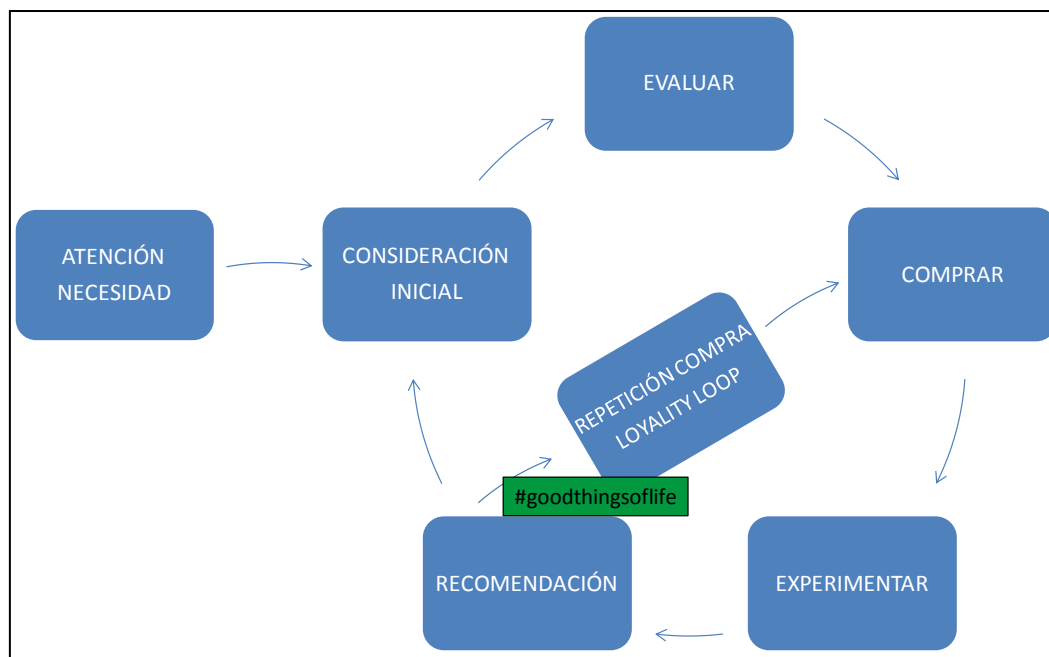 EVALUAR
ATENCIÓN
NECESIDAD
CONSIDERACIÓN
INICIAL
COMPRAR
REPETICIÓN COMPRA
LOYALITY LOOP
#goodthingsoflife
RECOMENDACIÓN
EXPERIMENTAR